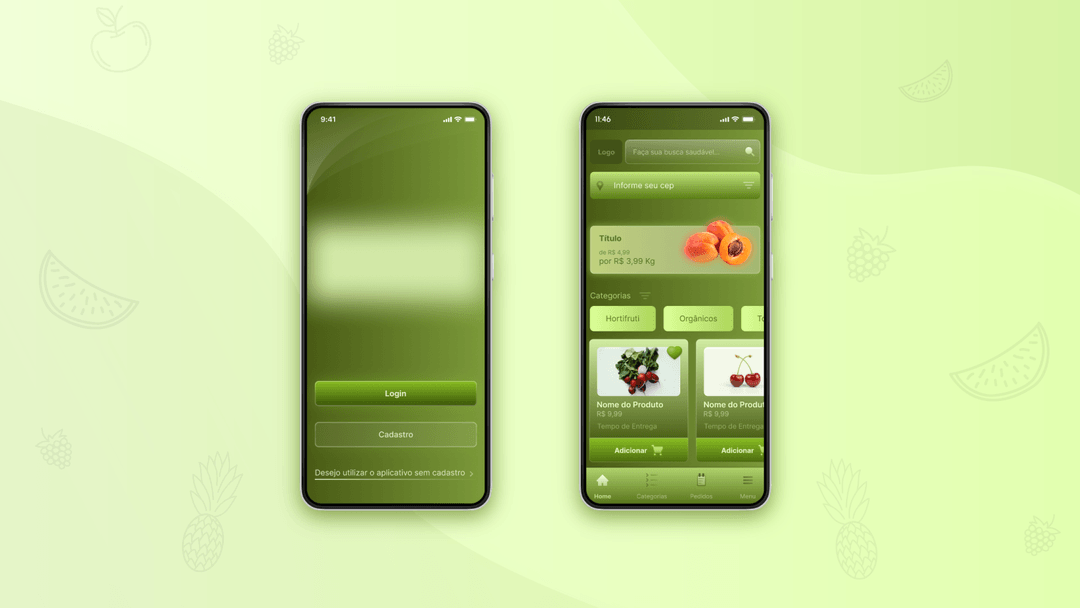 9:41
Login
Cadastro
Desejo utilizar o aplicativo sem cadastro
11:46
Logo
Faça sua busca saudável...
Informe seu cep
Título
de R$ 4,99
por R$ 3,99 Kg
Categorias
Hortifruti Orgânicos To
Nome do Produto Nome do Produt
R$ 9,99 R$ 9,99
Tempo de Entrega Tempo de Entrega
Adicionar Adicionar
Home Categorias Pedidos Menu